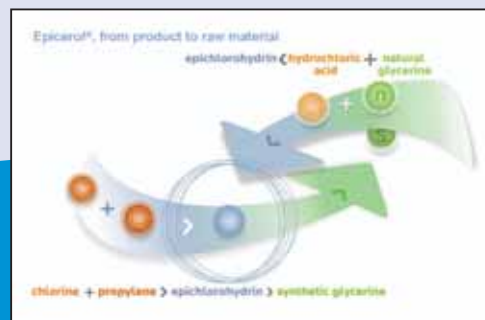 Epicerol®, from product to raw material
epichlorohydrin < hydrochloric acid + natural glycerine
+
+
>
chlorine + propylene > epichlorohydrin > synthetic glycerine